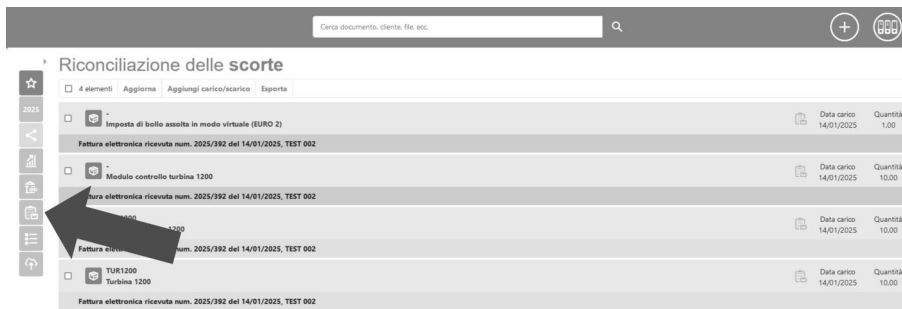 Cerca documento, cliente, file, ecc.
Riconciliazione delle scorte
4 elementi Aggiorna Aggiungi carico/scarico Esporta
2025
-
Imposta di bollo assolta in modo virtuale (EURO 2)
Data carico Quantità
14/01/2025 1,00
Fattura elettronica ricevuta num. 2025/392 del 14/01/2025, TEST 002
-
Modulo controllo turbina 1200
Data carico Quantità
14/01/2025 10,00
Fattura elettronica ricevuta num. 2025/392 del 14/01/2025, TEST 002
1200
Data carico Quantità
14/01/2025 10,00
Fattura num. 2025/392 del 14/01/2025, TEST 002
TUR1200
Turbina 1200
Data carico Quantità
14/01/2025 10,00
Fattura elettronica ricevuta num. 2025/392 del 14/01/2025, TEST 002